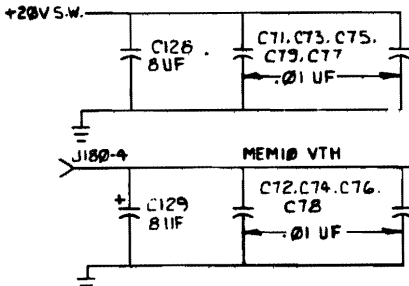 +20V S.W.
C128
8UF
C71.C73.C75.
C79.C77
.01 UF
J180-4
MEM10 VTH
+
C129
8UF
C72.C74.C76.
C78
.01 UF